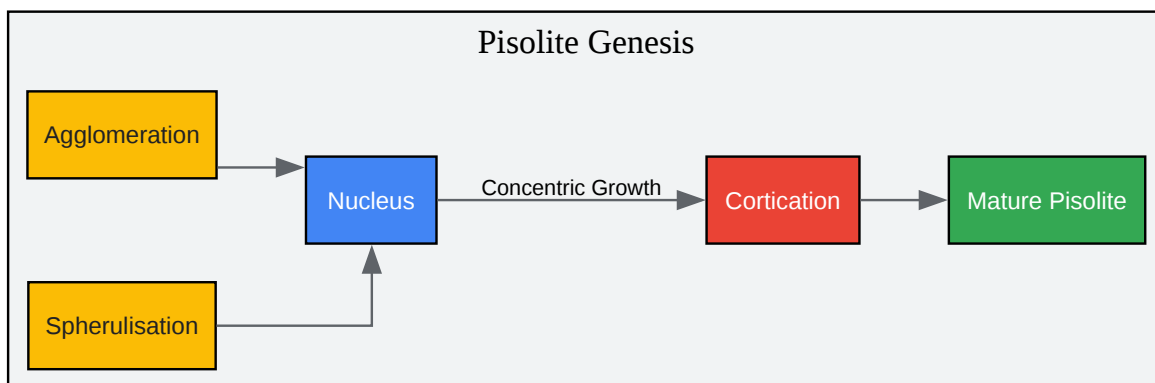 Pisolite Genesis
Agglomeration
Spherulisation
Nucleus
Concentric Growth
Cortication
Mature Pisolite